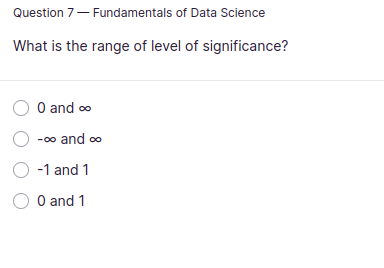 Question 7 — Fundamentals of Data Science
What is the range of level of significance?
0 and ∞
-∞ and ∞
-1 and 1
0 and 1